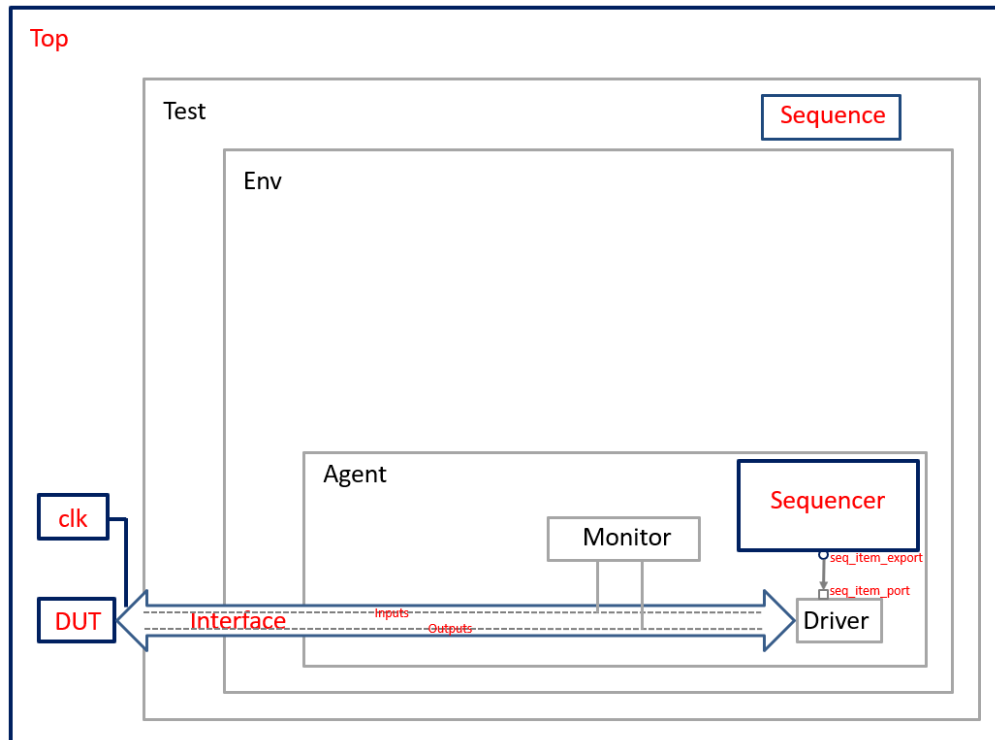 Top
Test
Sequence
Env
Agent
Sequencer
clk
Monitor
seq_item_export
seq_item_port
DUT
Interface
Inputs
Outputs
Driver